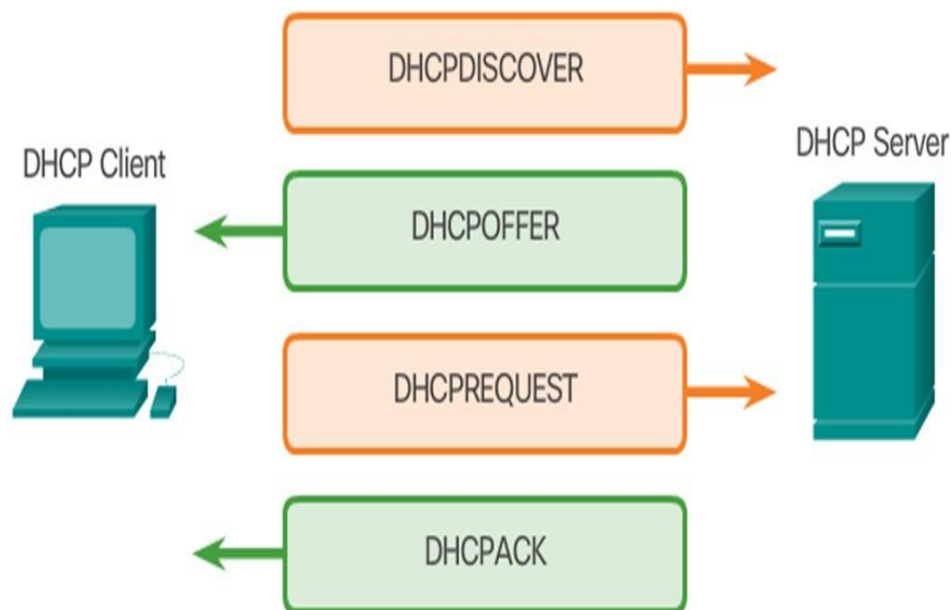 DHCPDISCOVER
DHCP Client
DHCP Server
DHCPOFFER
DHCPREQUEST
DHCPACK